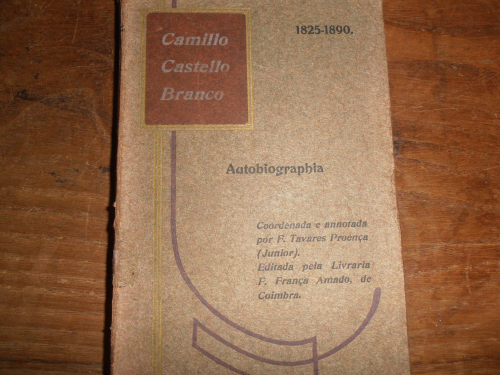 Camillo
Castello
Branco
1825-1890.
Autobiographia
Coordenada e annotada
por F. Tavares Proença
(Junior).
Editada pela Livraria
F. França Amado, de
Coimbra.